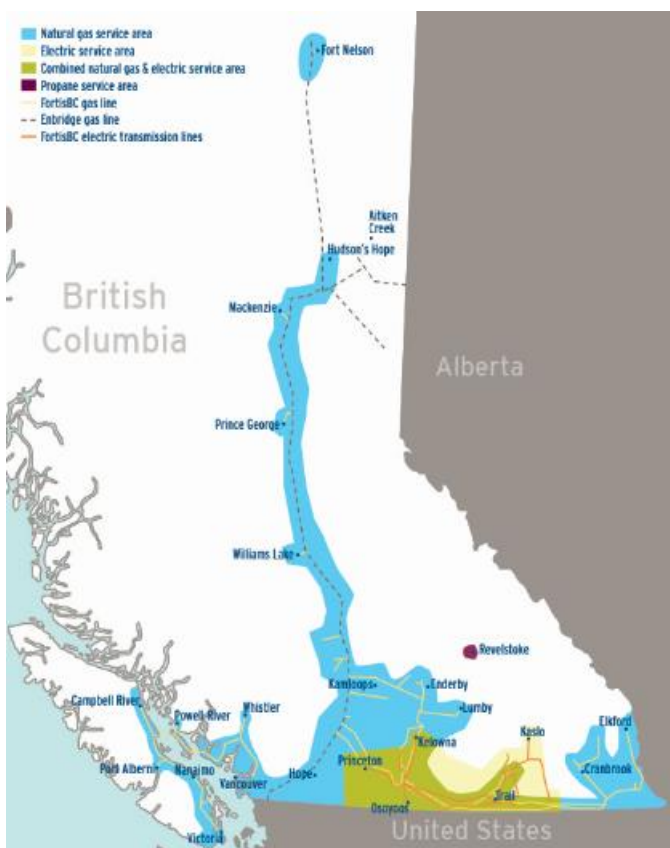 Natural gas service area
Electric service area
Combined natural gas & electric service area
Propane service area
FortisBC gas line
Enbridge gas line
FortisBC electric transmission lines
Fort Nelson
Aitken
Creek
Hudson's Hope
British
Columbia
Mackenzie
Alberta
Prince George
Williams Lake
Revelstoke
Kamloops
Enderby
Campbell River
Whistler
Lumby
Powell River
Elkford
Kaslo
Kelowna
Port Alberni
Nanaimo
Princeton
Cranbrook
Vancouver
Hope
Trail
Osoyoos
United States
Victoria